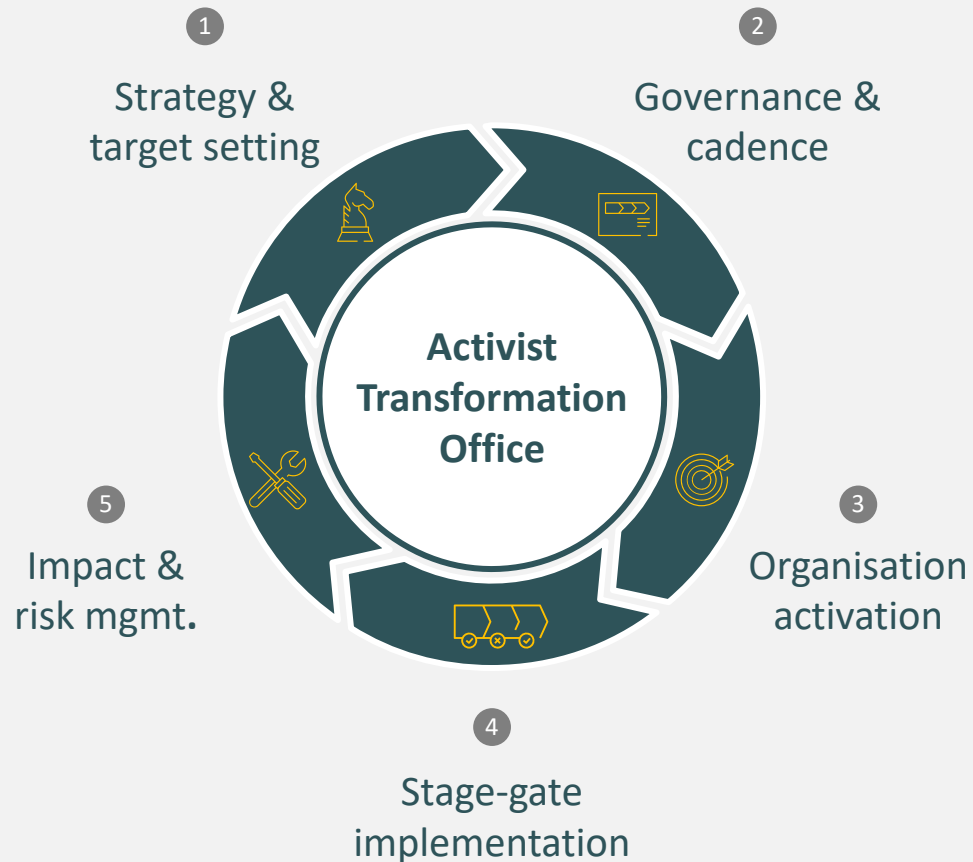 1
Strategy &
target setting
2
Governance &
cadence
Activist
Transformation
Office
3
Organisation
activation
4
Stage-gate
implementation
5
Impact &
risk mgmt.